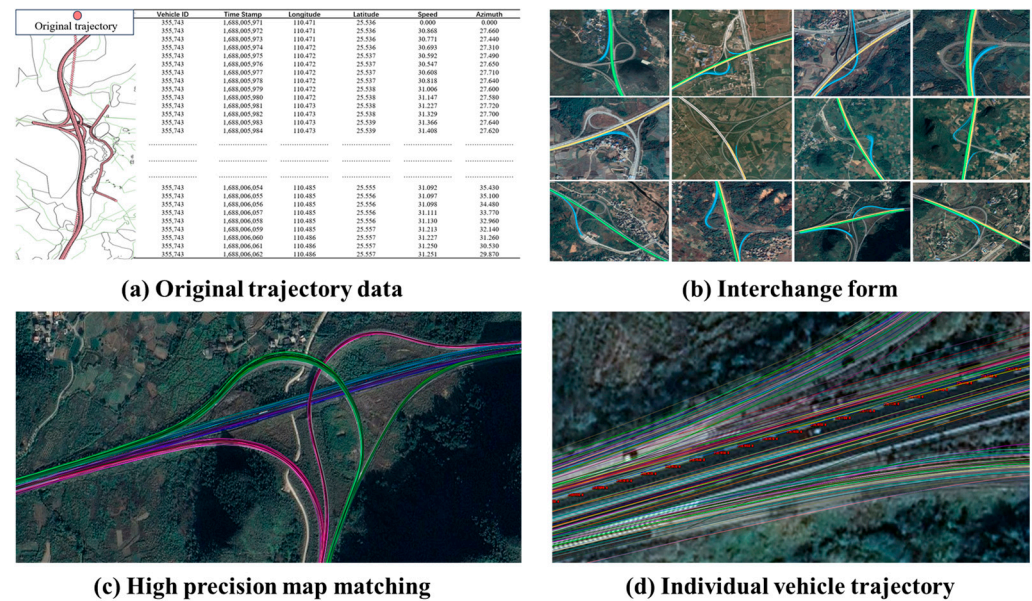 Original trajectory
Vehicle ID Time Stamp Longitude Latitude Speed Azimuth
355,743 1,688,005,971 110.471 25.536 0.000 0.000
355,743 1,688,005,972 110.471 25.536 30.868 27.660
355,743 1,688,005,973 110.471 25.536 30.771 27.440
355,743 1,688,005,974 110.472 25.536 30.693 27.310
355,743 1,688,005,975 110.472 25.537 30.592 27.490
355,743 1,688,005,976 110.472 25.537 30.547 27.650
355,743 1,688,005,977 110.472 25.537 30.608 27.710
355,743 1,688,005,978 110.472 25.537 30.818 27.640
355,743 1,688,005,979 110.472 25.538 31.006 27.600
355,743 1,688,005,980 110.472 25.538 31.147 27.580
355,743 1,688,005,981 110.473 25.538 31.227 27.720
355,743 1,688,005,982 110.473 25.538 31.329 27.700
355,743 1,688,005,983 110.473 25.539 31.366 27.640
355,743 1,688,005,984 110.473 25.539 31.408 27.620
355,743 1,688,006,054 110.485 25.555 31.092 35.430
355,743 1,688,006,055 110.485 25.555 31.097 35.100
355,743 1,688,006,056 110.485 25.556 31.098 34.480
355,743 1,688,006,057 110.485 25.556 31.111 33.770
355,743 1,688,006,058 110.485 25.556 31.130 32.960
355,743 1,688,006,059 110.485 25.556 31.213 32.140
355,743 1,688,006,060 110.486 25.557 31.227 31.260
355,743 1,688,006,061 110.486 25.557 31.250 30.530
355,743 1,688,006,062 110.486 25.557 31.251 29.870
(a) Original trajectory data
(b) Interchange form
(c) High precision map matching
(d) Individual vehicle trajectory